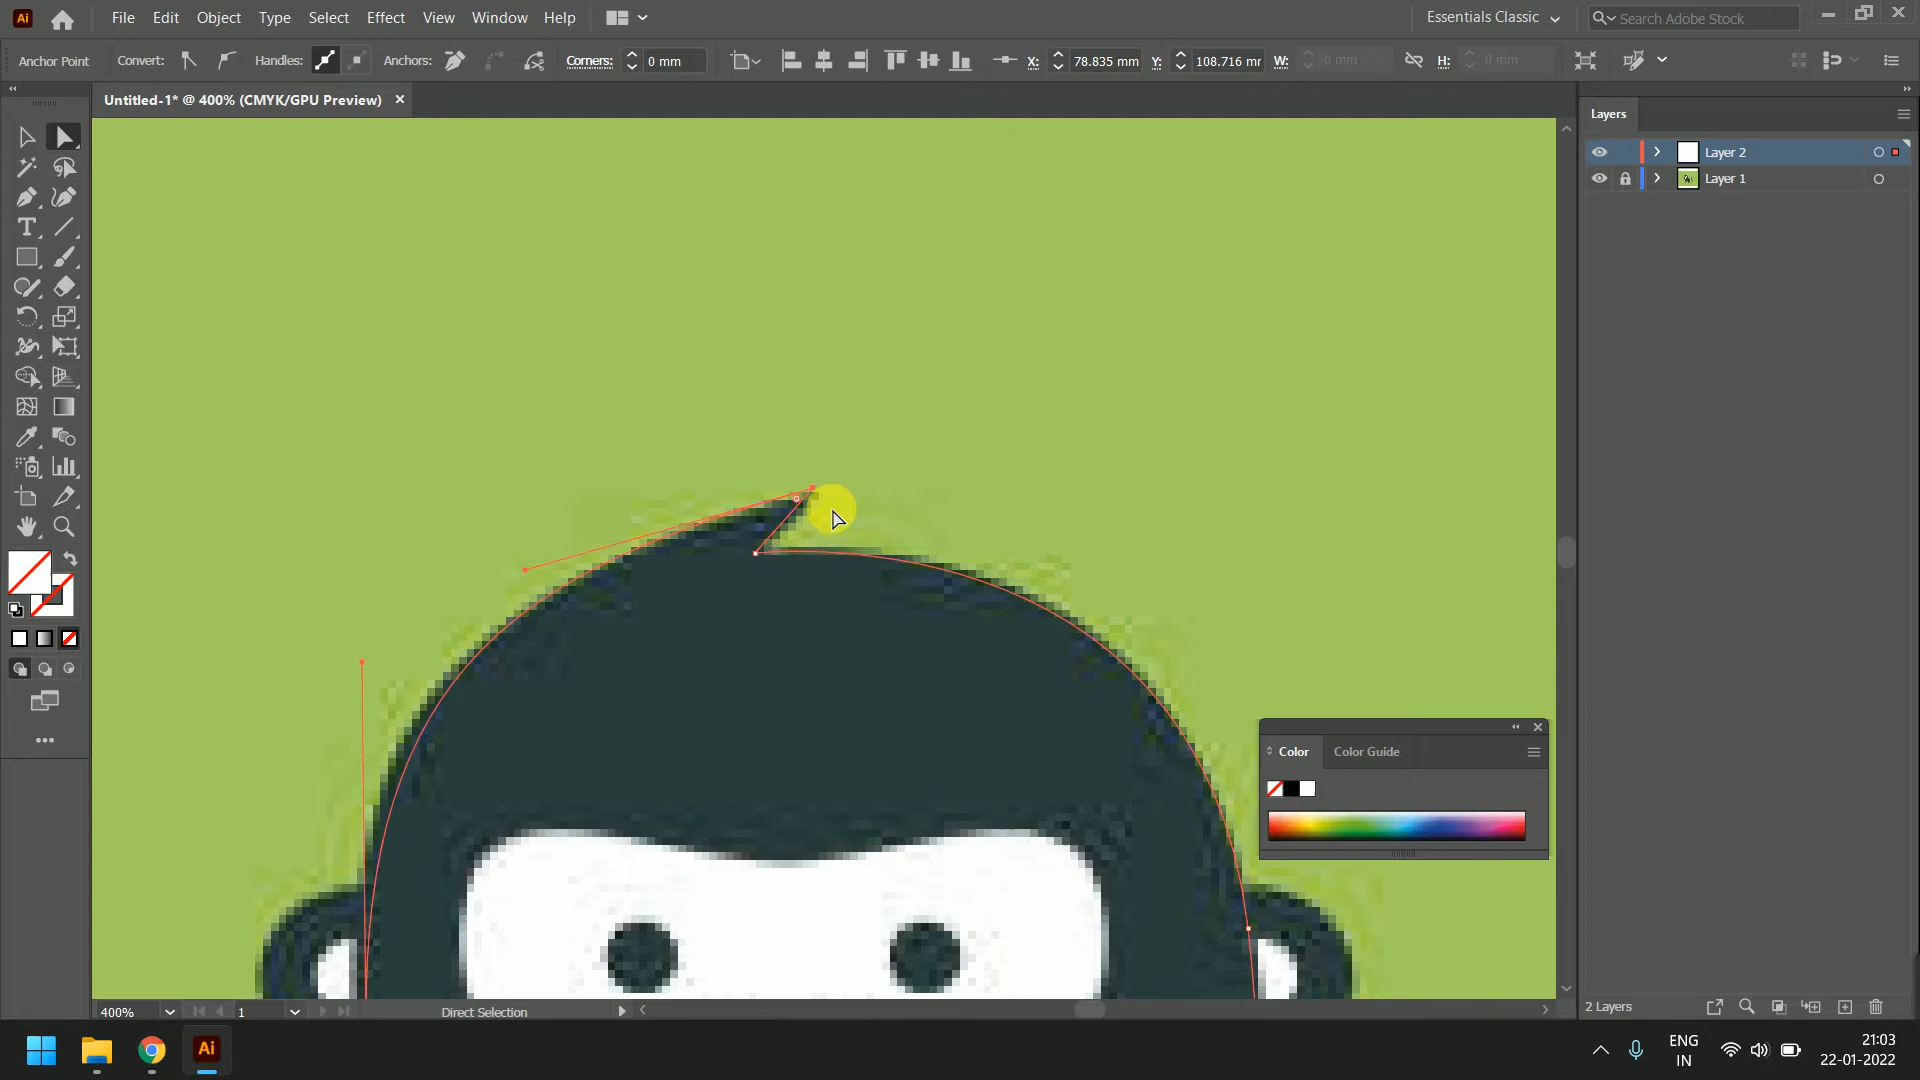 Ai File Edit Object Type Select Effect View Window Help Essentials Classic Search Adobe Stock
Anchor Point Convert: Handles: Anchors: Corners: 0 mm X: 78.835 mm Y: 108.716 mr W: 0 mm H: 0 mm
Untitled-1* @ 400% (CMYK/GPU Preview)
Layers
Layer 2
Layer 1
T
Color Color Guide
400% 1 Direct Selection 2 Layers
Ai ENG 21:03
IN 22-01-2022